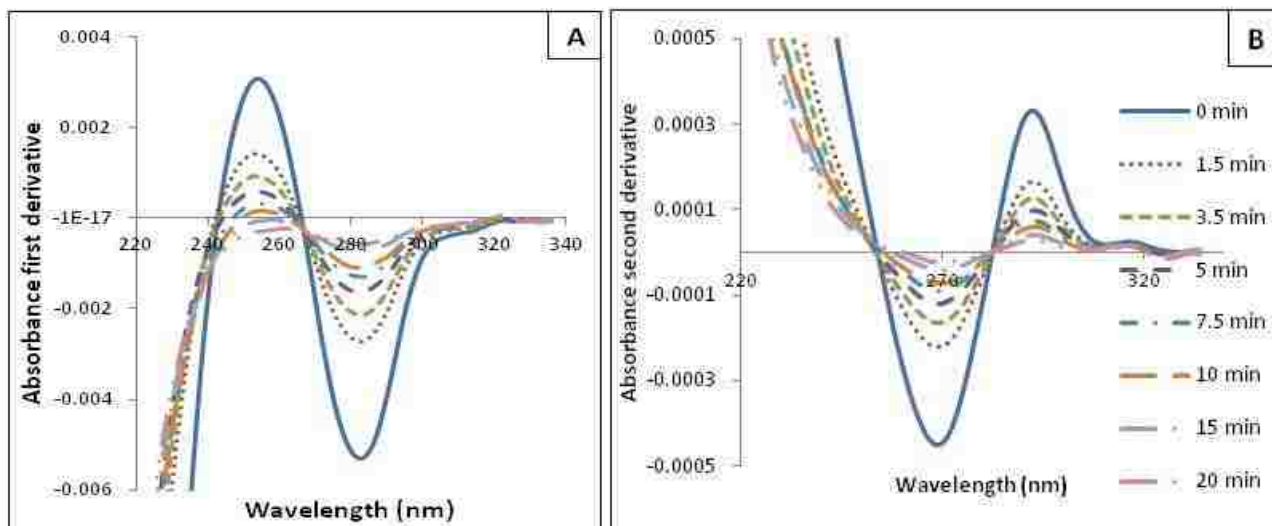 A
Absorbance first derivative
0.004
0.002
-1E-17
-0.002
-0.004
-0.006
220 240 260 280 300 320 340
Wavelength (nm)
B
Absorbance second derivative
0.0005
0.0003
0.0001
-0.0001
-0.0003
-0.0005
220 270 320
Wavelength (nm)
0 min
1.5 min
3.5 min
5 min
7.5 min
10 min
15 min
20 min